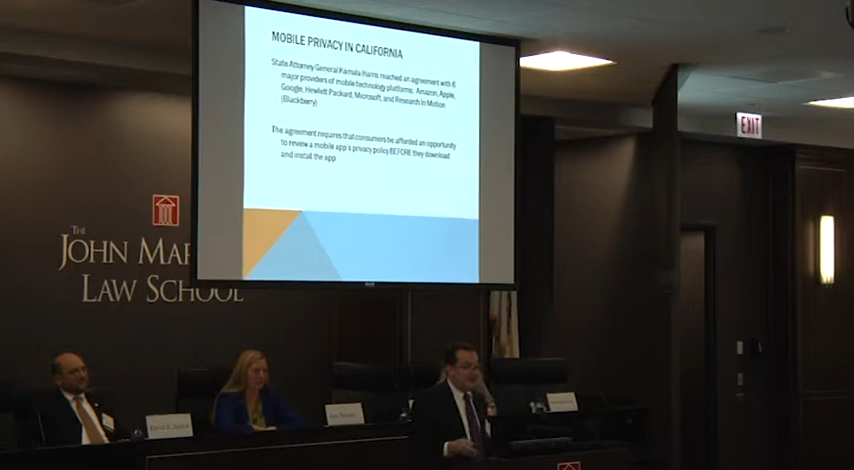 MOBILE PRIVACY IN CALIFORNIA
State Attorney General Kamala Harris reached an agreement with 6
major providers of mobile technology platforms: Amazon, Apple,
Google, Hewlett Packard, Microsoft, and Research In Motion
(Blackberry)
The agreement requires that consumers be afforded an opportunity
to review a mobile app's privacy policy BEFORE they download
and install the app
EXIT
THE
JOHN MAR
LAW SCHOOL